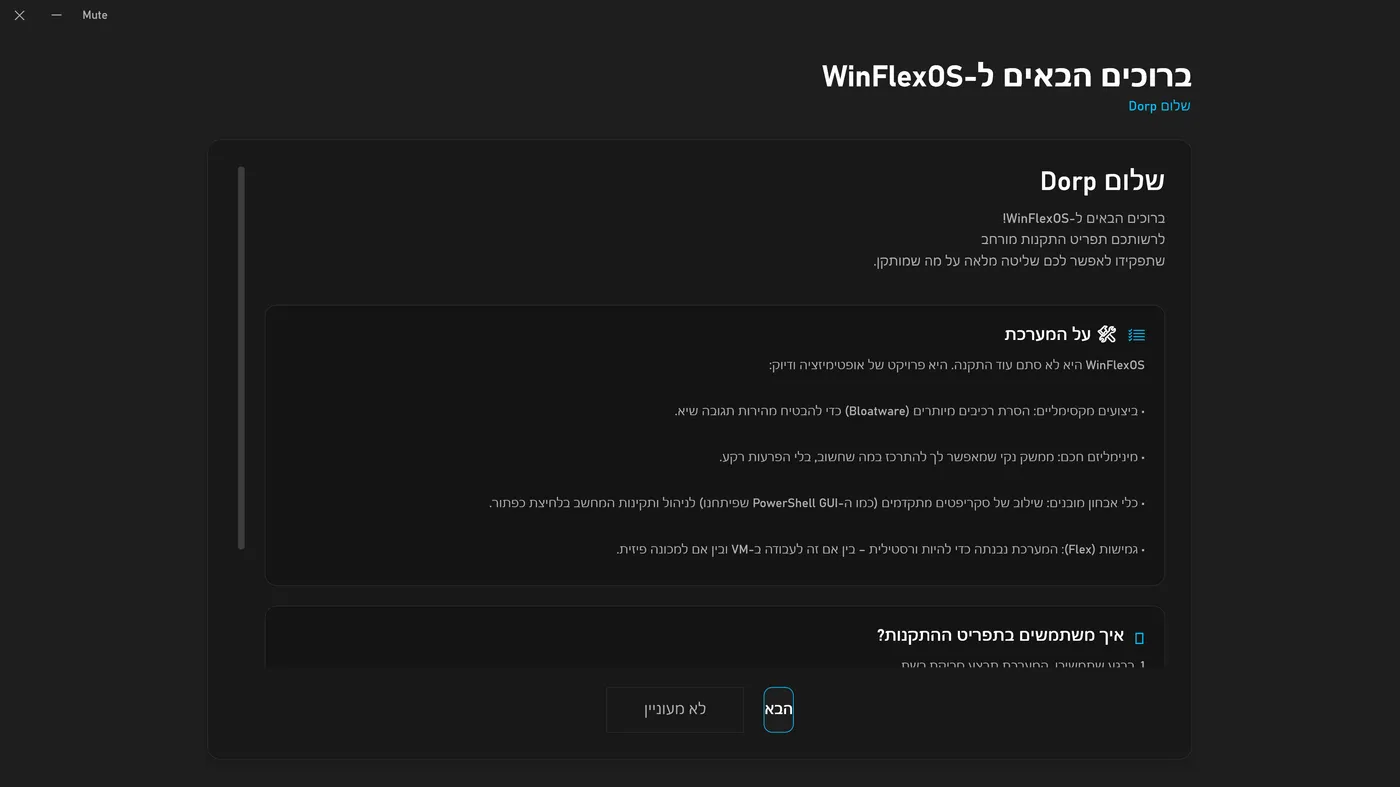 Mute
ברוכים הבאים ל-WinFlexOS
שלום Dorp
שלום Dorp
ברוכים הבאים ל-WinFlexOS!
לרשותכם תפריט התקנות מורחב
שתפקידו לאפשר לכם שליטה מלאה על מה שמותקן.
על המערכת
WinFlexOS היא לא סתם עוד התקנה. היא פרויקט של אופטימיזציה ודיוק:
• ביצועים מקסימליים: הסרת רכיבים מיותרים (Bloatware) כדי להבטיח מהירות תגובה שיא.
• מינימליזם חכם: ממשק נקי שמאפשר לך להתרכז במה שחשוב, בלי הפרעות רקע.
• כלי אבחון מובנים: שילוב של סקריפטים מתקדמים (כמו ה-PowerShell GUI שפיתחנו) לניהול ותקינות המחשב בלחיצת כפתור.
• גמישות (Flex): המערכת נבנתה כדי להיות ורסטילית – בין אם זה לעבודה ב-VM ובין אם למכונה פיזית.
איך משתמשים בתפריט ההתקנות?
הבא
לא מעוניין